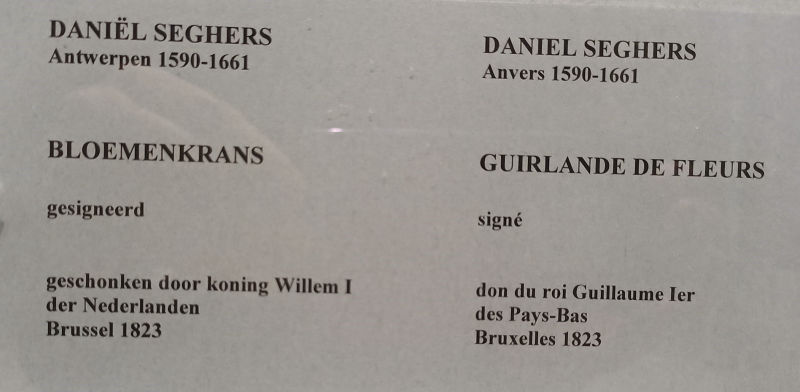 DANIËL SEGHERS
Antwerpen 1590-1661
BLOEMENKRANS
gesigneerd
geschonken door koning Willem I
der Nederlanden
Brussel 1823
DANIEL SEGHERS
Anvers 1590-1661
GUIRLANDE DE FLEURS
signé
don du roi Guillaume Ier
des Pays-Bas
Bruxelles 1823